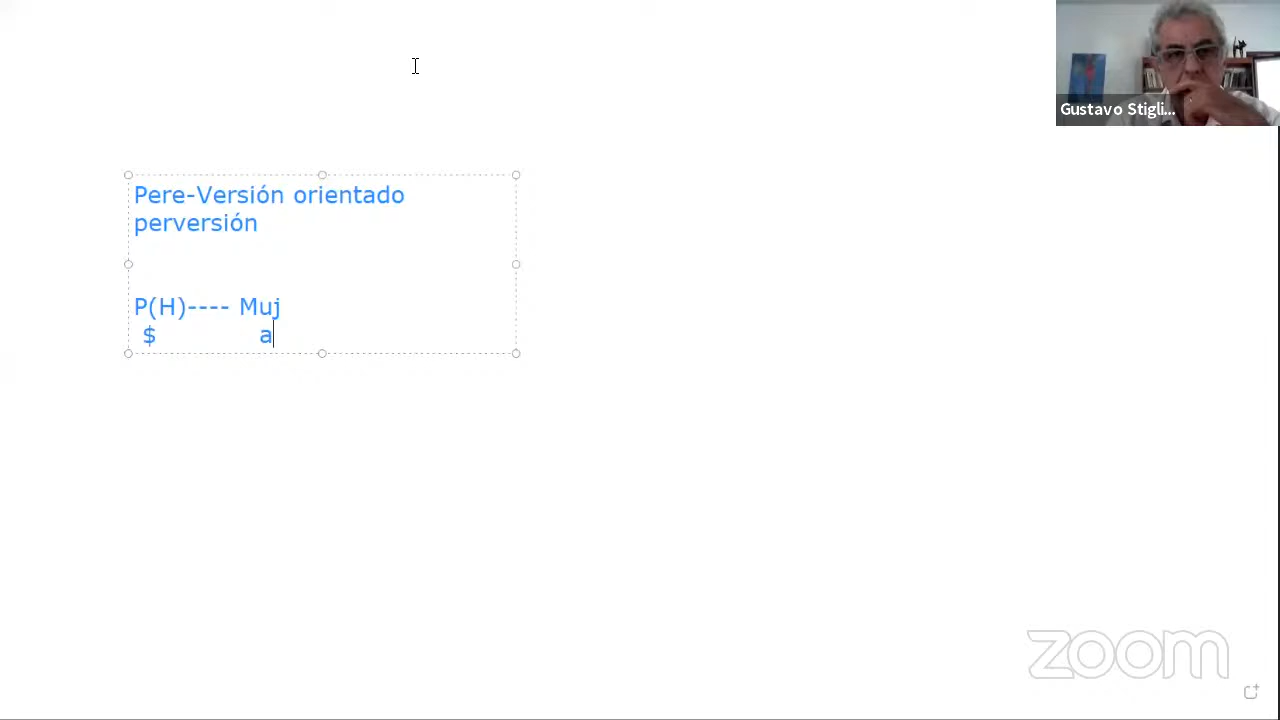 Gustavo Stigli...
Pere-Versión orientado
perversión
P(H)---- Muj
$ a
zoom